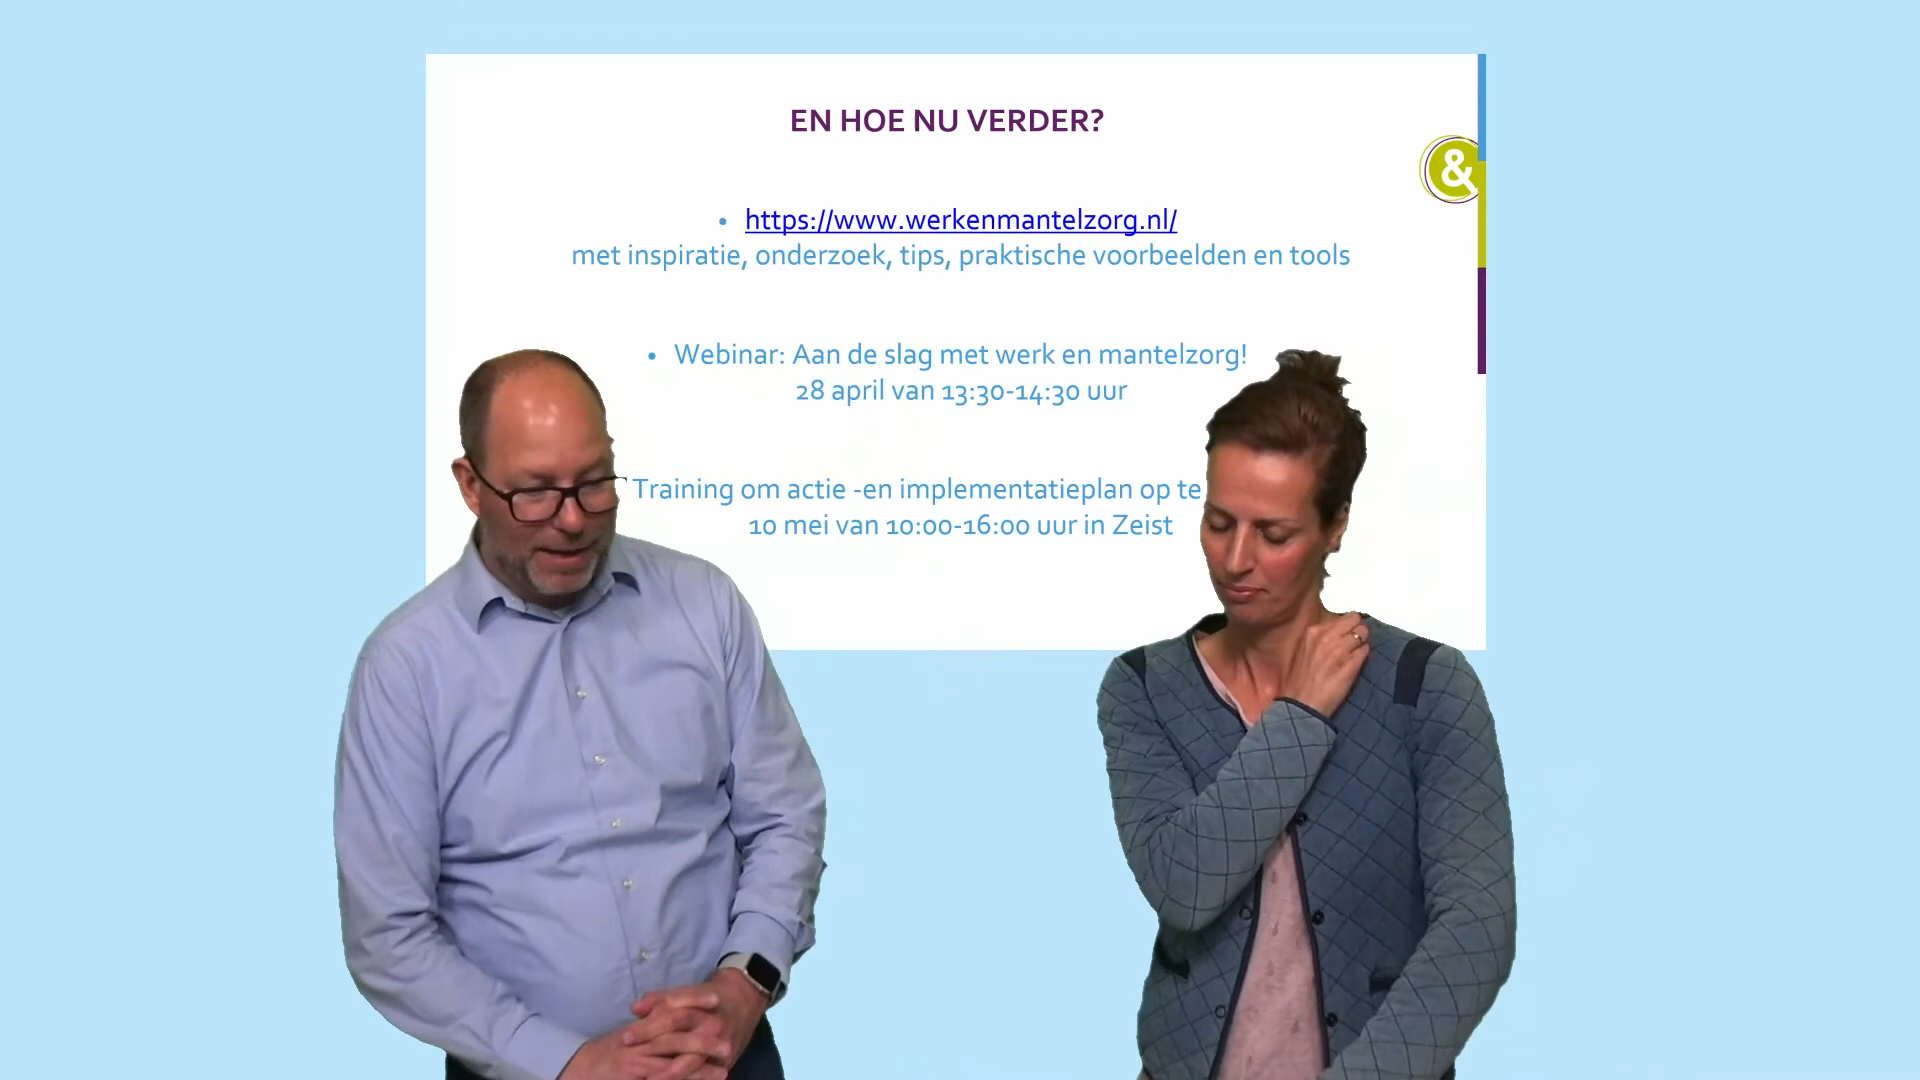 EN HOE NU VERDER?
&
• https://www.werkenmantelzorg.nl/
met inspiratie, onderzoek, tips, praktische voorbeelden en tools
• Webinar: Aan de slag met werk en mantelzorg!
28 april van 13:30-14:30 uur
Training om actie -en implementatieplan op te
10 mei van 10:00-16:00 uur in Zeist